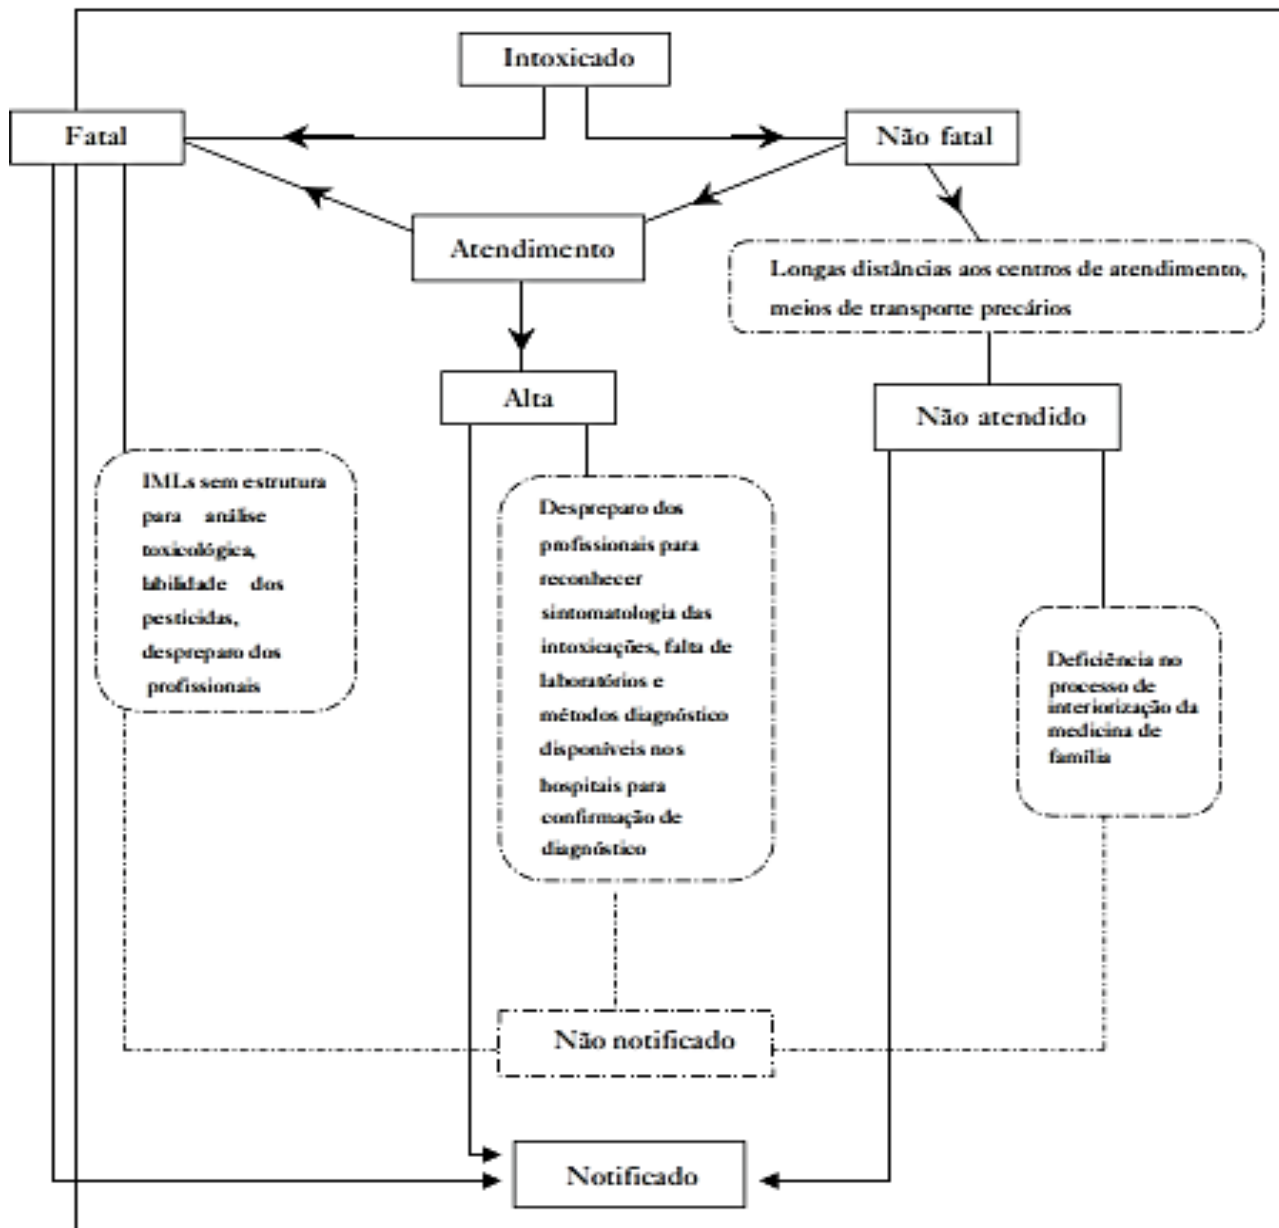 Intoxicado
Fatal
Não fatal
Atendimento
Longas distâncias aos centros de atendimento,
meios de transporte precários
Alta
Não atendido
IMLs sem estrutura
para análise
toxicológica,
labilidade dos
pesticidas,
despreparo dos
profissionais
Despreparo dos
profissionais para
reconhecer
sintomatologia das
intoxicações, falta de
laboratórios e
métodos diagnóstico
disponíveis nos
hospitais para
confirmação de
diagnóstico
Deficiência no
processo de
interiorização da
medicina de
família
Não notificado
Notificado